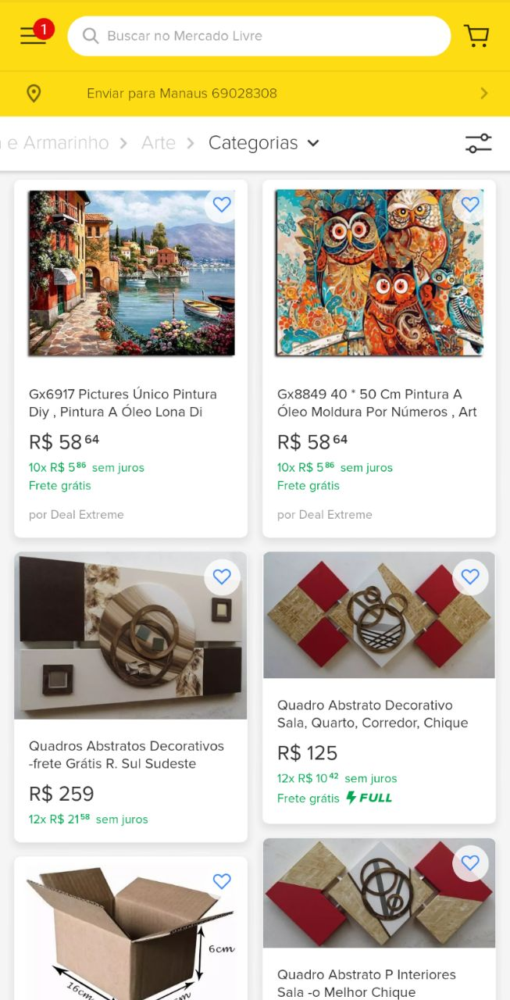 1
Buscar no Mercado Livre
Enviar para Manaus 69028308
e Armarinho > Arte > Categorias
Gx6917 Pictures Único Pintura
Diy , Pintura A Óleo Lona Di
R$ 58 64
10x R$ 5 86 sem juros
Frete grátis
por Deal Extreme
Gx8849 40 * 50 Cm Pintura A
Óleo Moldura Por Números , Art
R$ 58 64
10x R$ 5 86 sem juros
Frete grátis
por Deal Extreme
Quadros Abstratos Decorativos
-frete Grátis R. Sul Sudeste
R$ 259
12x R$ 21 58 sem juros
Quadro Abstrato Decorativo
Sala, Quarto, Corredor, Chique
R$ 125
12x R$ 10 42 sem juros
Frete grátis FULL
6cm
16cm
Quadro Abstrato P Interiores
Sala -o Melhor Chique